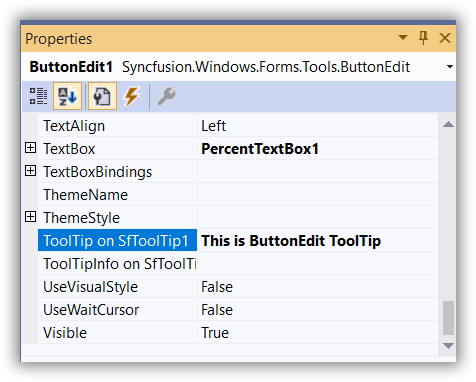 Properties
ButtonEdit1 Syncfusion.Windows.Forms.Tools.ButtonEdit
TextAlign Left
TextBox PercentTextBox1
TextBoxBindings
ThemeName
ThemeStyle
ToolTip on SfToolTip1 This is ButtonEdit ToolTip
ToolTipInfo on SfToolTi
UseVisualStyle False
UseWaitCursor False
Visible True